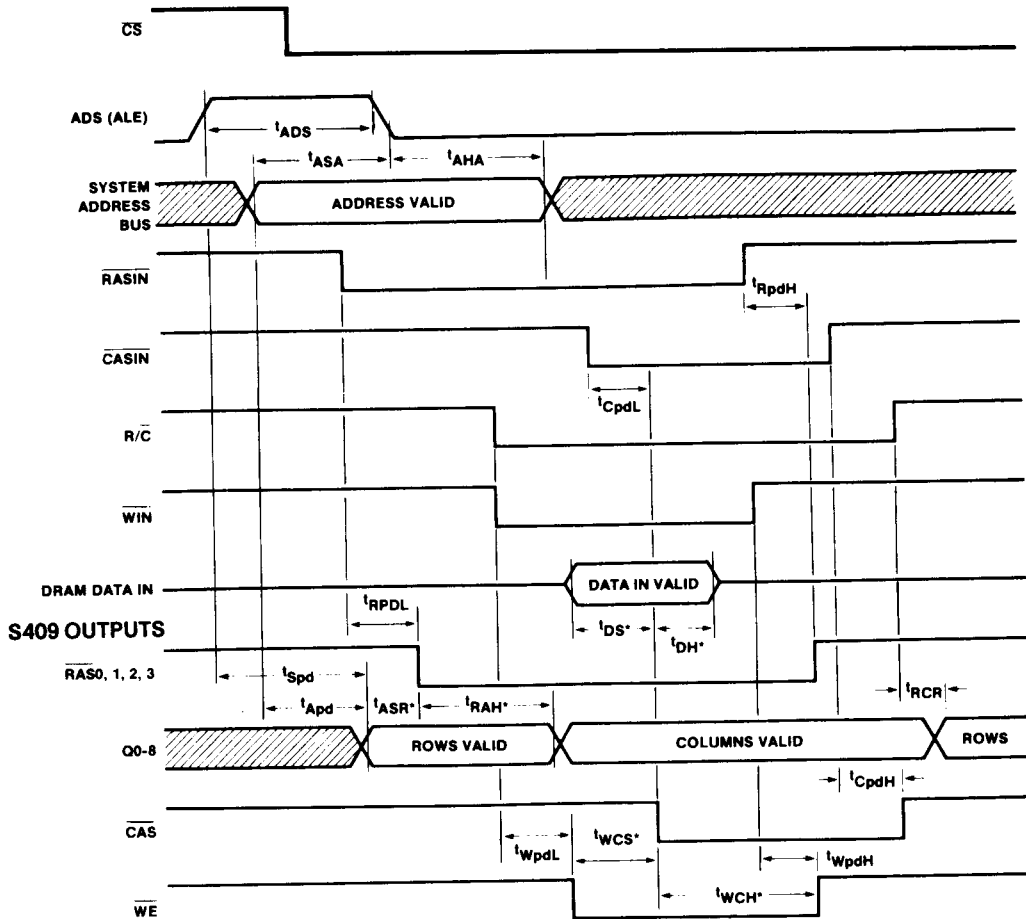 CS
ADS (ALE)
tADS
tASA
tAHA
SYSTEM
ADDRESS
BUS
ADDRESS VALID
RASIN
tRpdH
CASIN
tCpdL
R/C
WIN
DRAM DATA IN
DATA IN VALID
tRPDL
tDS*
tDH*
S409 OUTPUTS
RAS0, 1, 2, 3
tSpd
tRCR
tApd
tASR*
tRAH*
Q0-8
ROWS VALID
COLUMNS VALID
ROWS
tCpdH
CAS
tWpdL
tWCS*
tWpdH
tWCH*
WE